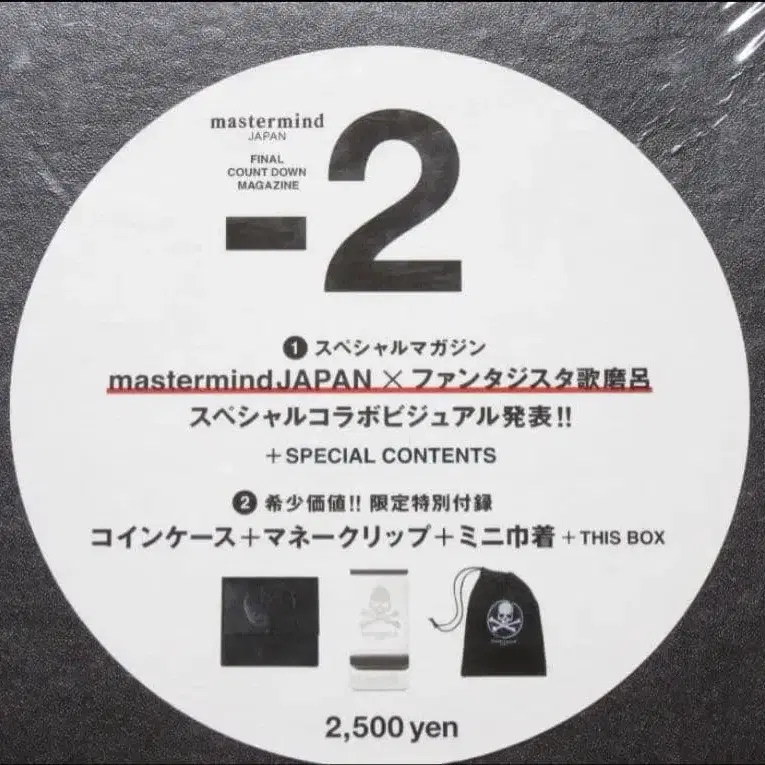 mastermind
JAPAN
FINAL
COUNT DOWN
MAGAZINE
-2
❶ スペシャルマガジン
mastermind JAPAN × ファンタジスタ歌磨呂
スペシャルコラボビジュアル発表!!
+SPECIAL CONTENTS
❷ 希少価値!! 限定特別付録
コインケース+マネークリップ+ミニ巾着 + THIS BOX
2,500 yen